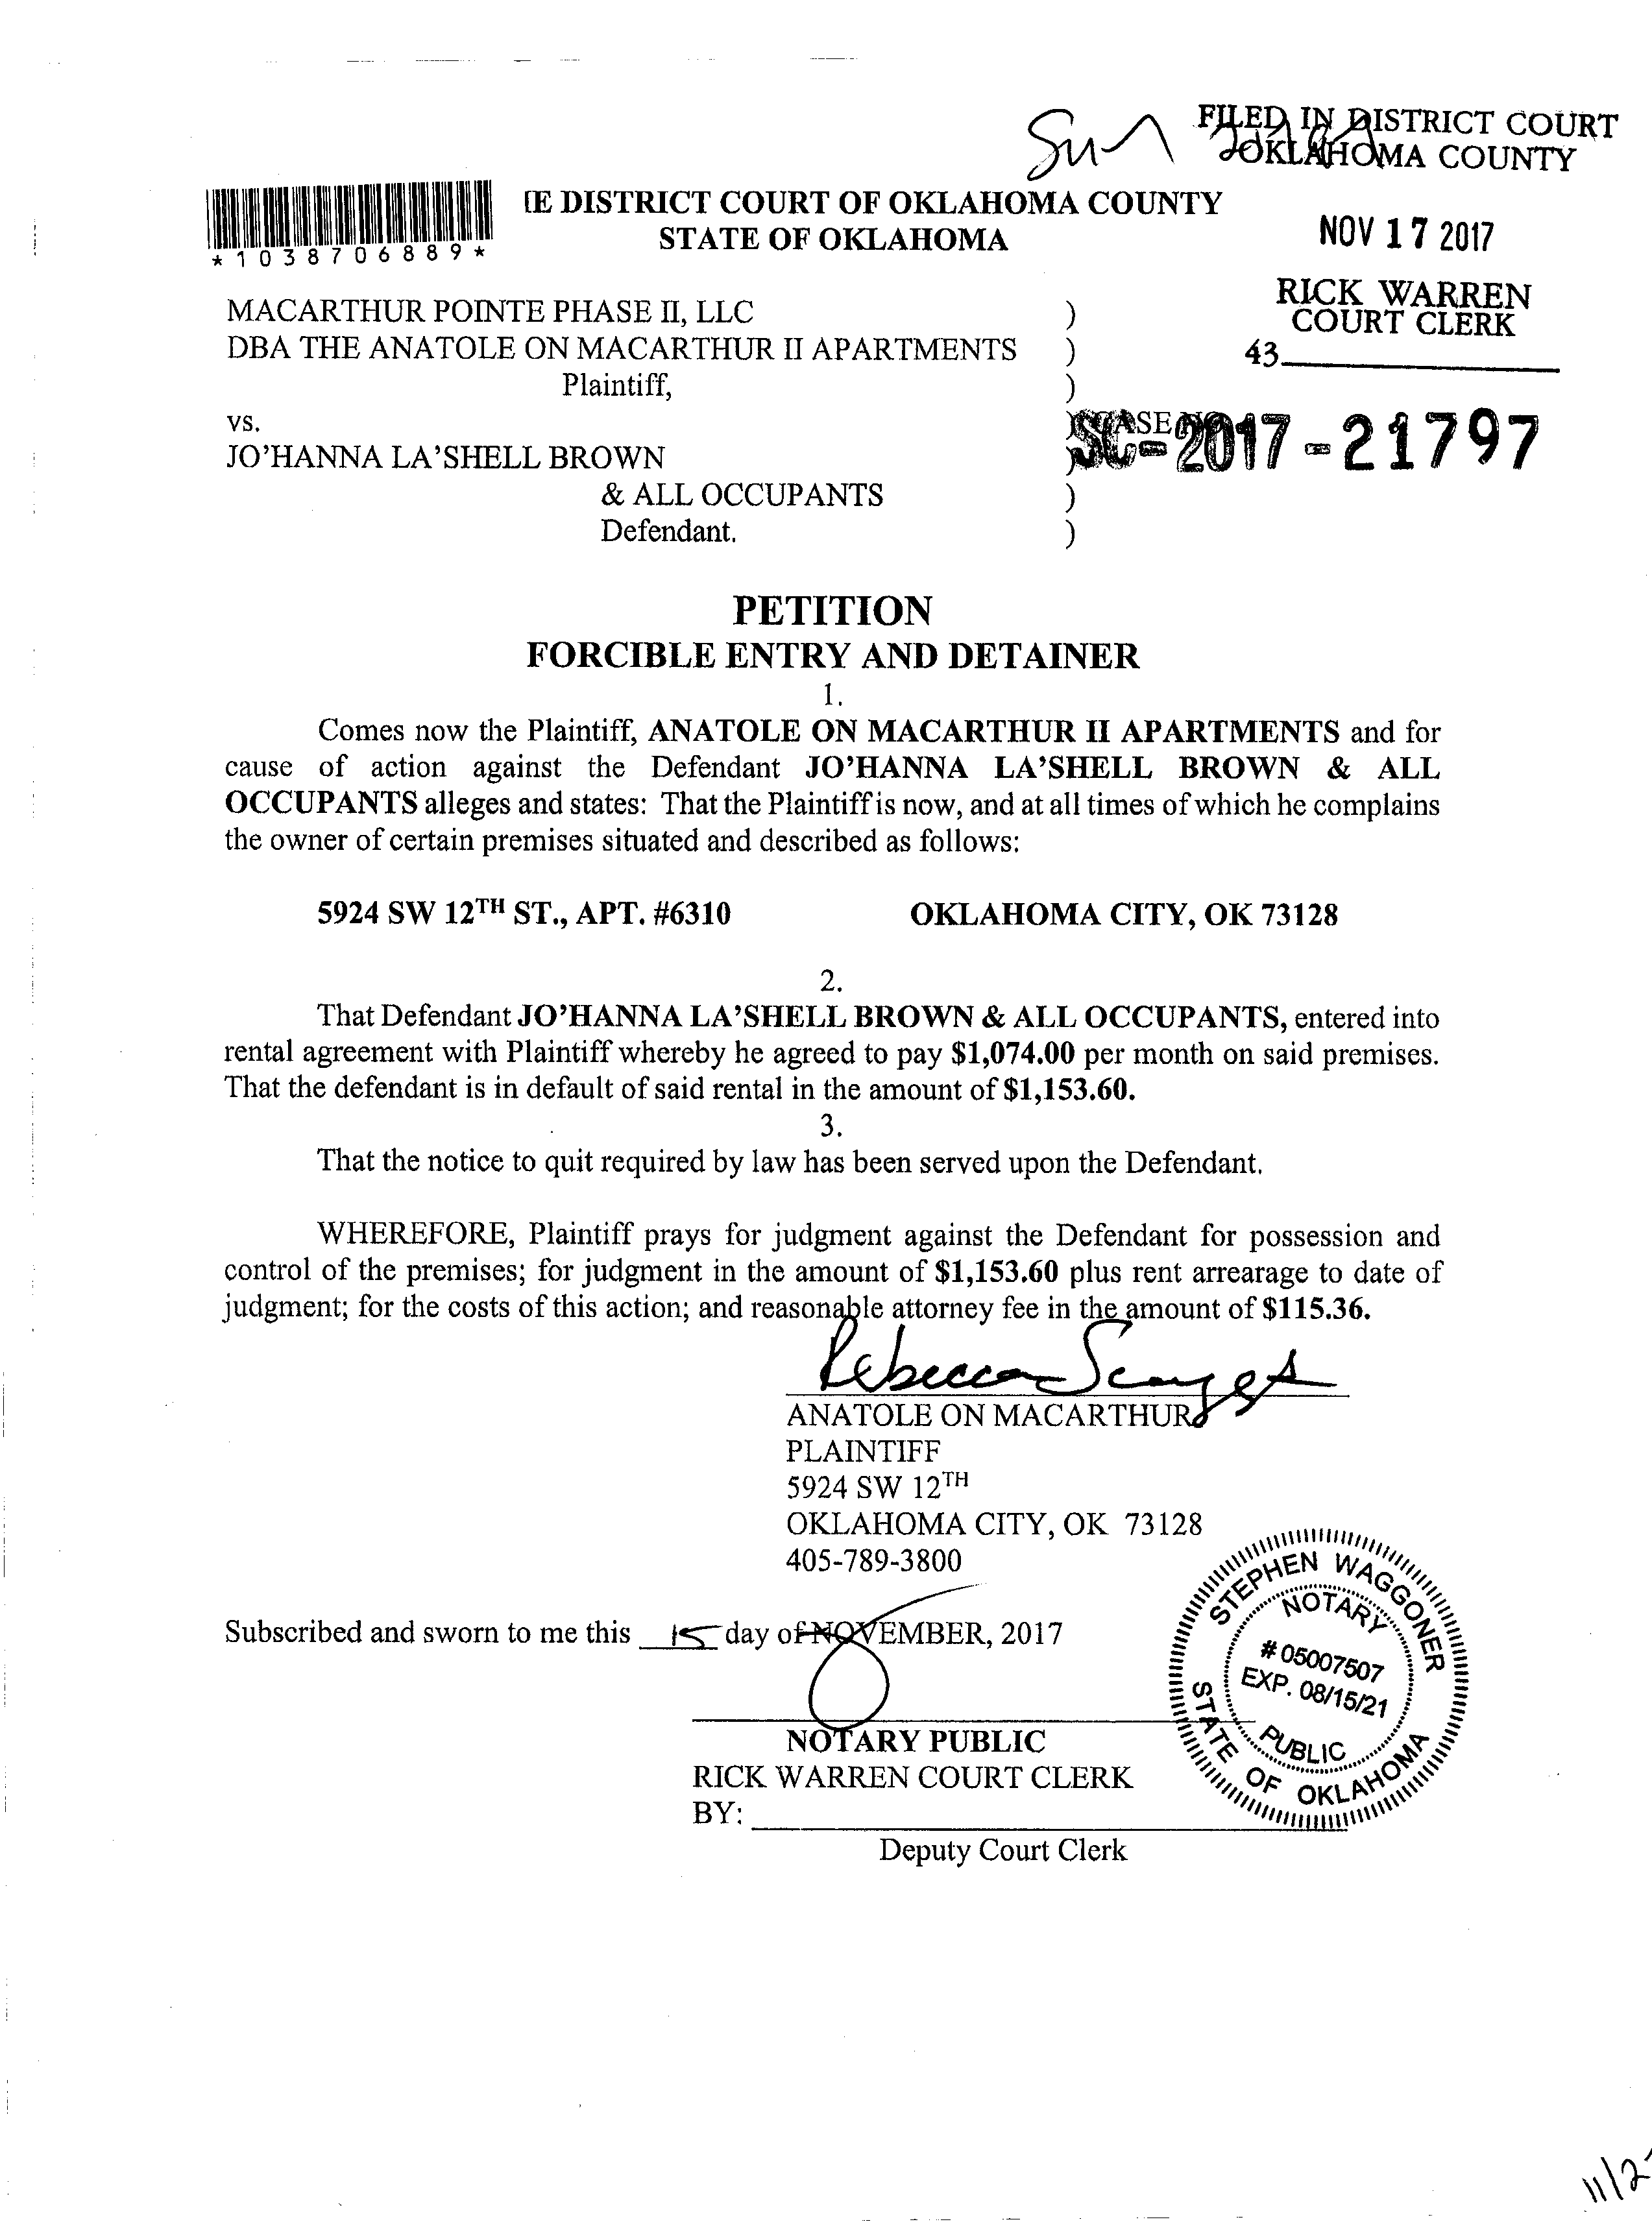 FILED IN DISTRICT COURT
OKLAHOMA COUNTY
IE DISTRICT COURT OF OKLAHOMA COUNTY
STATE OF OKLAHOMA
*1038706889*
NOV 17 2017
RICK WARREN
COURT CLERK
43
MACARTHUR POINTE PHASE II, LLC )
DBA THE ANATOLE ON MACARTHUR II APARTMENTS )
Plaintiff, )
vs.
SC-2017-21797
JO'HANNA LA'SHELL BROWN
& ALL OCCUPANTS )
Defendant. )
PETITION
FORCIBLE ENTRY AND DETAINER
1.
Comes now the Plaintiff, ANATOLE ON MACARTHUR II APARTMENTS and for
cause of action against the Defendant JO'HANNA LA'SHELL BROWN & ALL
OCCUPANTS alleges and states: That the Plaintiff is now, and at all times of which he complains
the owner of certain premises situated and described as follows:
5924 SW 12TH ST., APT. #6310 OKLAHOMA CITY, OK 73128
2.
That Defendant JO'HANNA LA'SHELL BROWN & ALL OCCUPANTS, entered into
rental agreement with Plaintiff whereby he agreed to pay $1,074.00 per month on said premises.
That the defendant is in default of said rental in the amount of $1,153.60.
3.
That the notice to quit required by law has been served upon the Defendant.
WHEREFORE, Plaintiff prays for judgment against the Defendant for possession and
control of the premises; for judgment in the amount of $1,153.60 plus rent arrearage to date of
judgment; for the costs of this action; and reasonable attorney fee in the amount of $115.36.
Rebecca
ANATOLE ON MACARTHUR
PLAINTIFF
5924 SW 12TH
OKLAHOMA CITY, OK 73128
405-789-3800
Subscribed and sworn to me this 15 day of NOVEMBER, 2017
STEPHEN WAGGONER
NOTARY
# 05007507
EXP. 08/15/21
PUBLIC
STATE OF OKLAHOMA
NOTARY PUBLIC
RICK WARREN COURT CLERK
BY:
Deputy Court Clerk
11/2